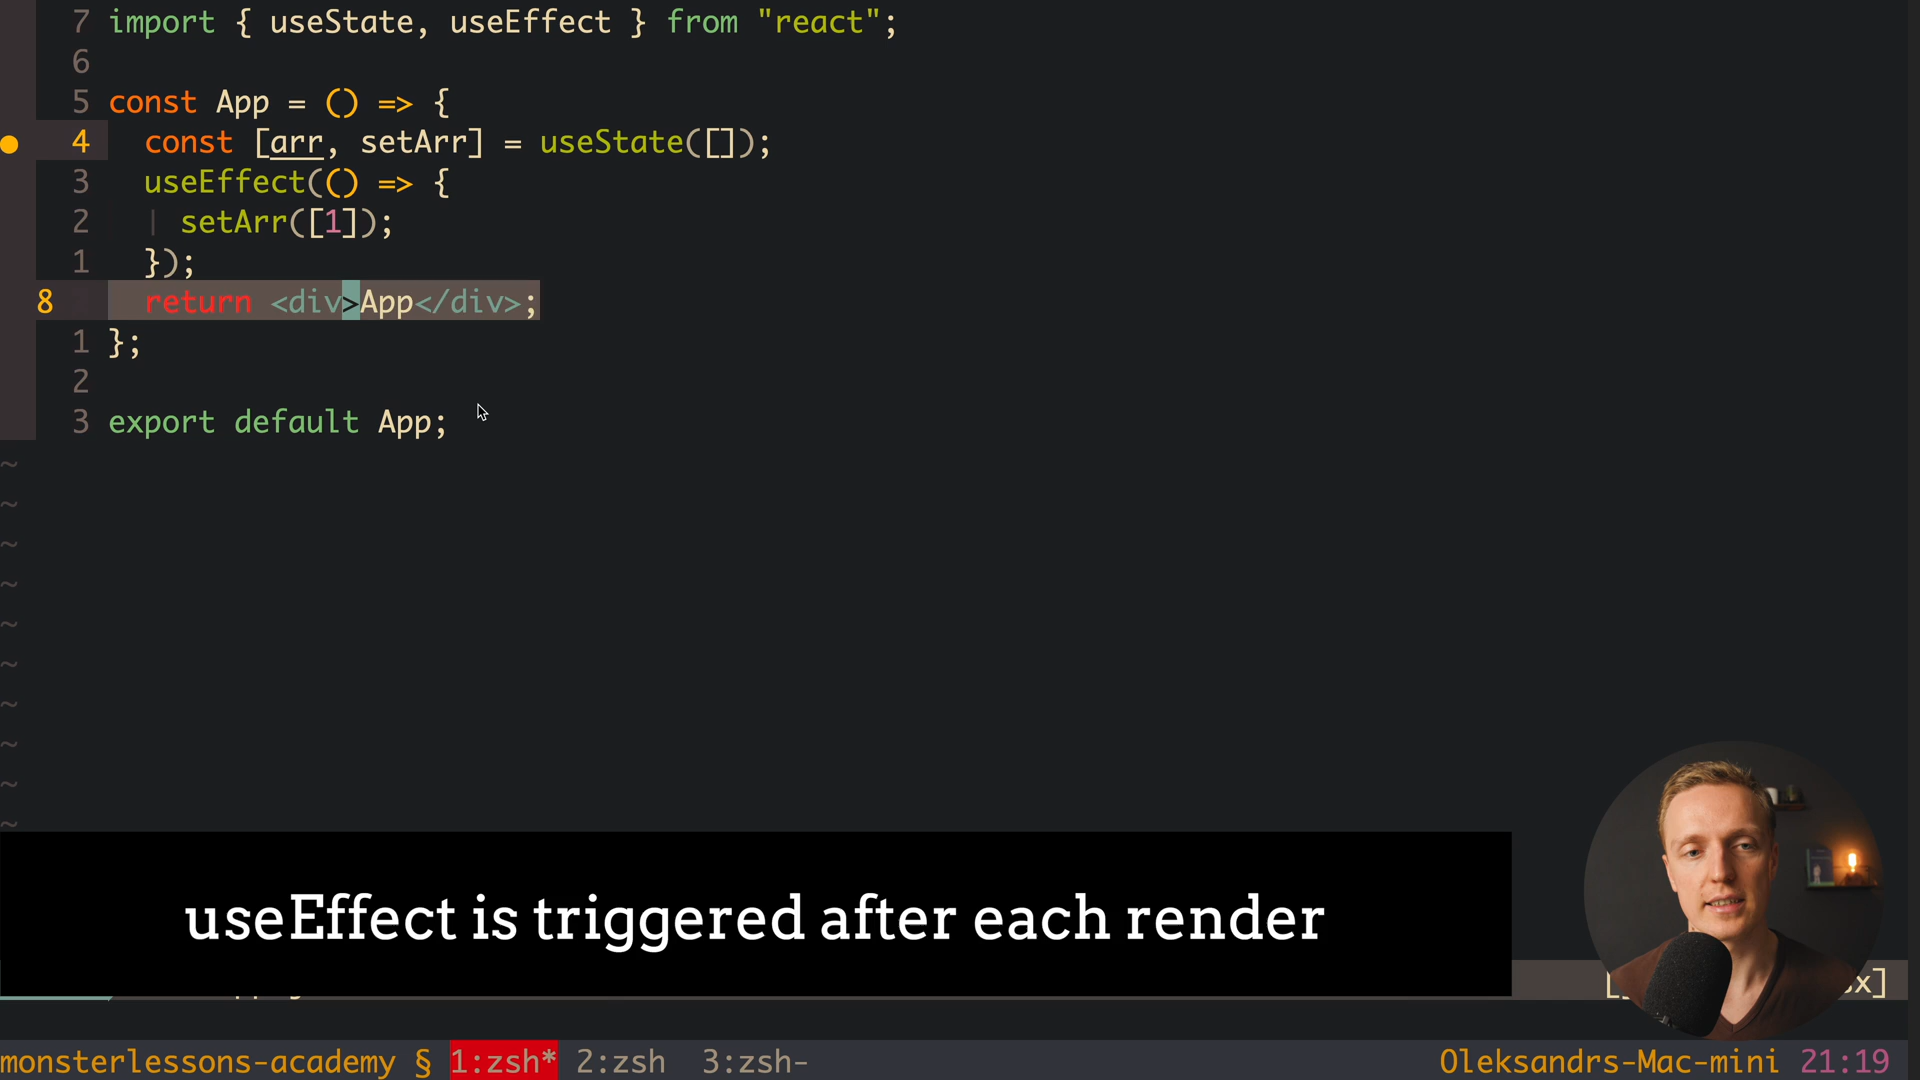 7 import { useState, useEffect } from "react";
6
5 const App = () => {
4 const [arr, setArr] = useState([]);
3 useEffect(() => {
2 setArr([1]);
1 });
8 return <div>App</div>;
1 };
2
3 export default App;
~
~
~
~
~
~
~
~
~
~
useEffect is triggered after each render
monsterlessons-academy § 1:zsh* 2:zsh 3:zsh- Oleksandrs-Mac-mini 21:19